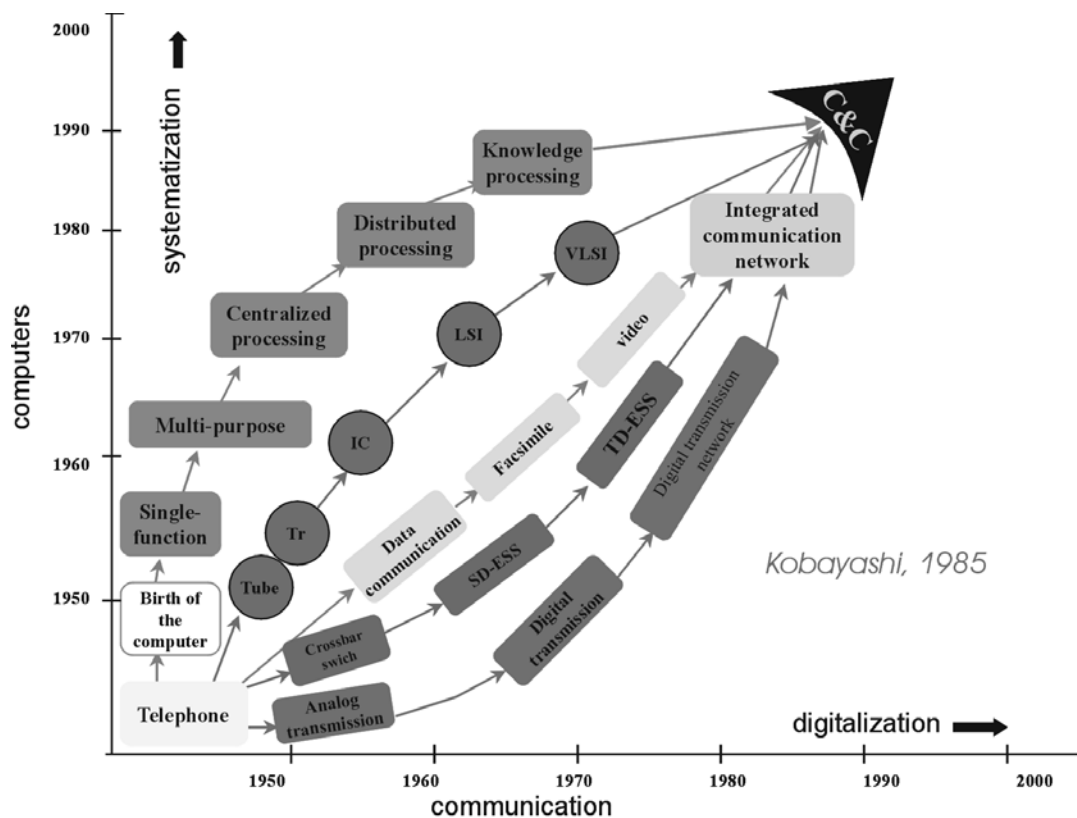 2000
systematization
1990
C&C
Knowledge
processing
Distributed
processing
1980
Integrated
communication
network
VLSI
Centralized
processing
LSI
video
1970
computers
TD-ESS
Digital transmission
network
Multi-purpose
IC
Facsimile
1960
Single-
function
Tr
Data
communication
SD-ESS
Kobayashi, 1985
1950
Birth of
the
computer
Tube
Digital
transmission
Crossbar
swich
Telephone
Analog
transmission
digitalization
1950
1960
1970
1980
1990
2000
communication